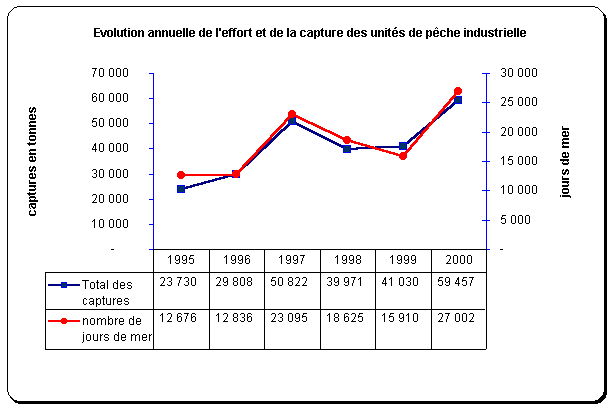 Evolution annuelle de l'effort et de la capture des unités de pêche industrielle
captures en tonnes
70 000
60 000
50 000
40 000
30 000
20 000
10 000
-
30 000
25 000
20 000
15 000
10 000
5 000
-
jours de mer
1995 1996 1997 1998 1999 2000
Total des captures 23 730 29 808 50 822 39 971 41 030 59 457
nombre de jours de mer 12 676 12 836 23 095 18 625 15 910 27 002